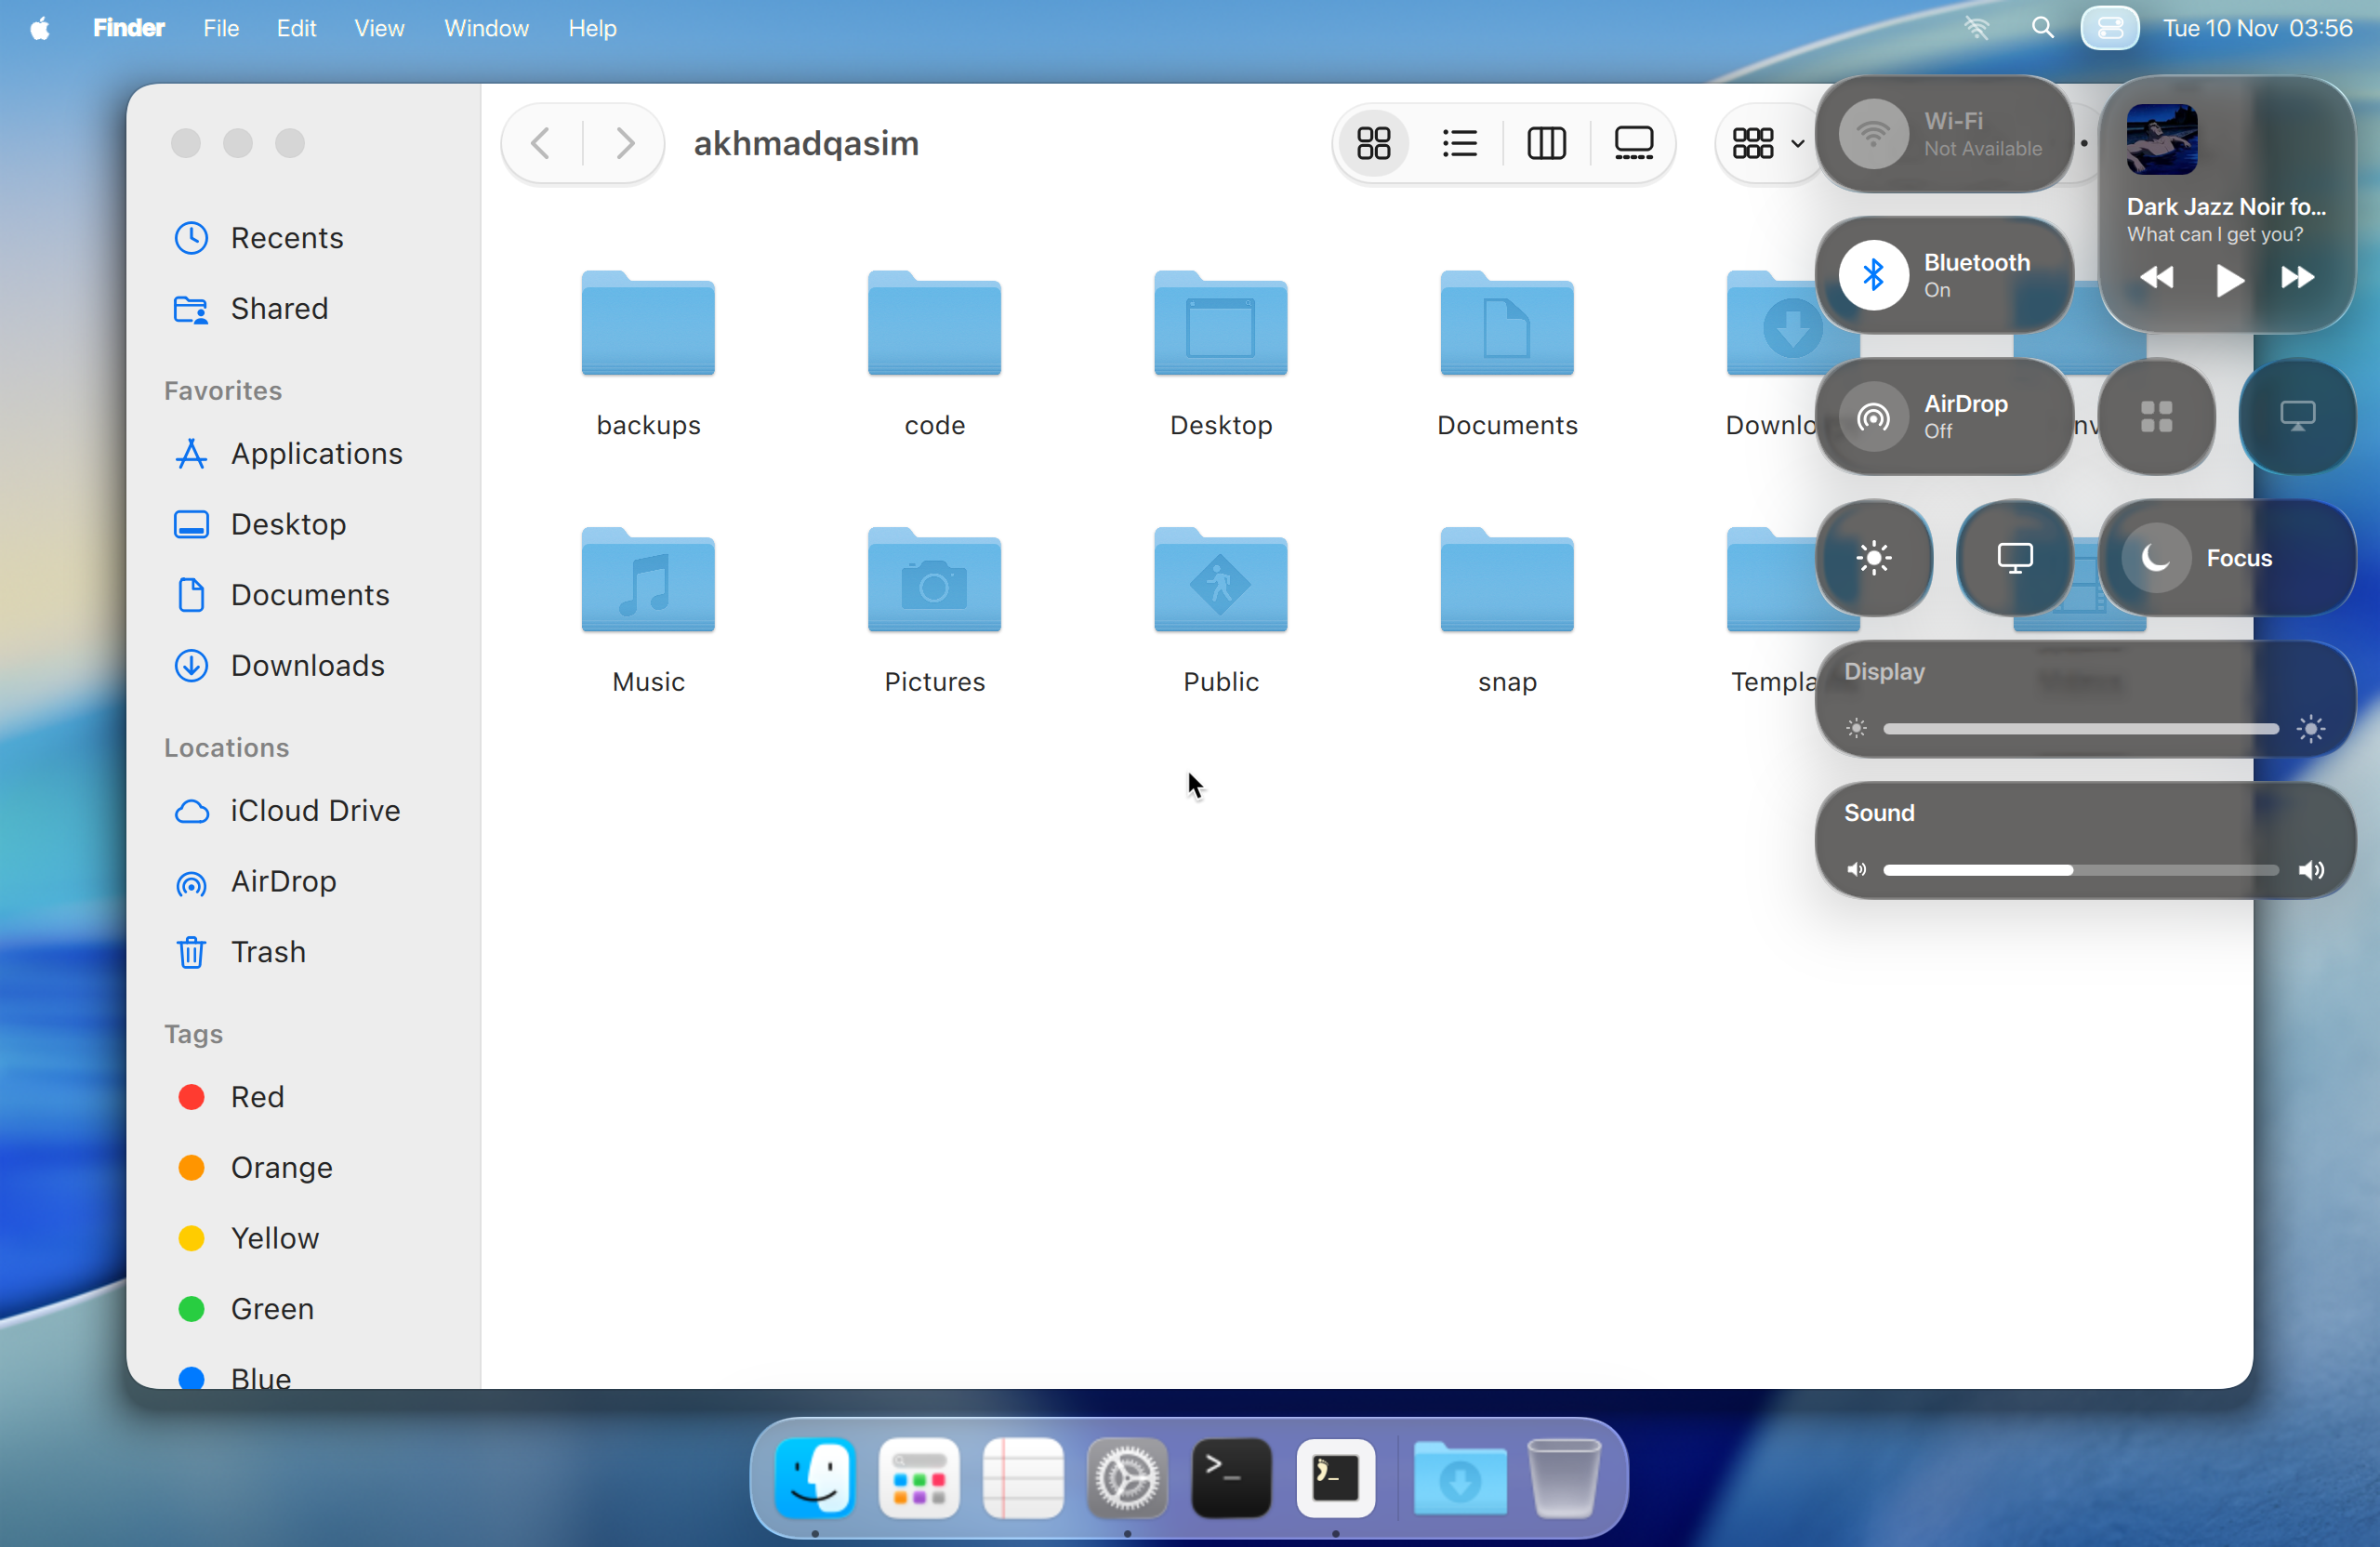 Finder File Edit View Window Help
Tue 10 Nov 03:56
akhmadqasim
Recents
Shared
Favorites
Applications
Desktop
Documents
Downloads
Locations
iCloud Drive
AirDrop
Trash
Tags
Red
Orange
Yellow
Green
Blue
backups
code
Desktop
Documents
Downlo
Music
Pictures
Public
snap
Templa
Wi-Fi
Not Available
Bluetooth
On
AirDrop
Off
Dark Jazz Noir fo...
What can I get you?
Focus
Display
Sound